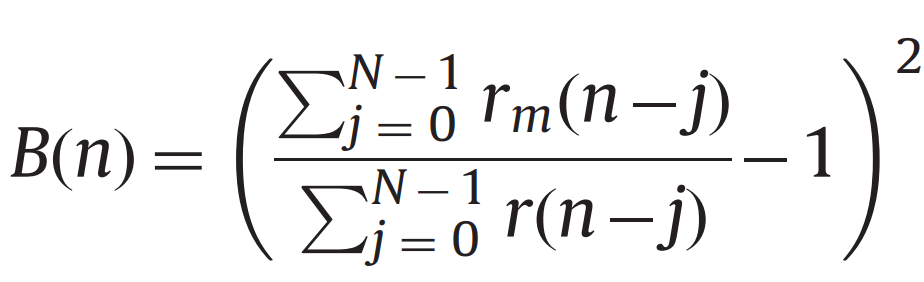 B(n) = \left( \frac{\sum_{j=0}^{N-1} r_m(n-j)}{\sum_{j=0}^{N-1} r(n-j)} - 1 \right)^2